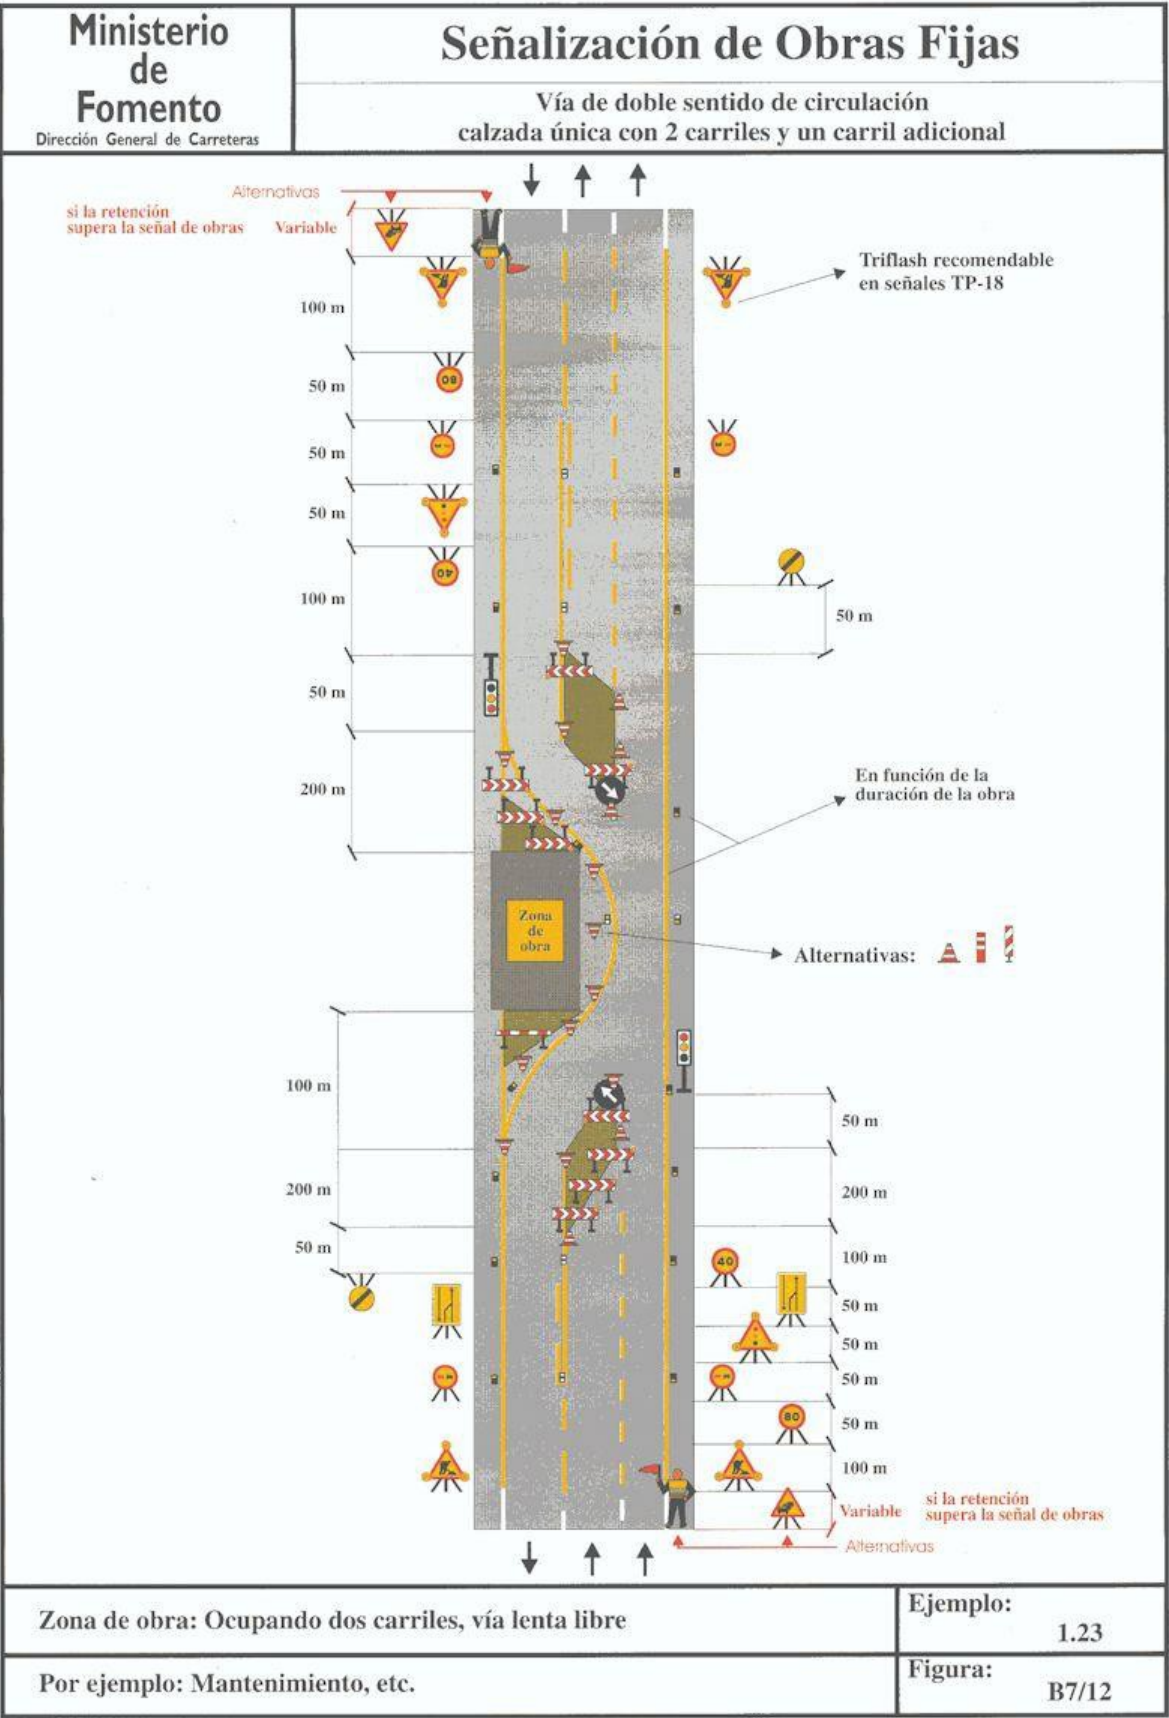 Ministerio
de
Fomento
Dirección General de Carreteras
Señalización de Obras Fijas
Vía de doble sentido de circulación
calzada única con 2 carriles y un carril adicional
Alternativas
si la retención
supera la señal de obras
Variable
Triflash recomendable
en señales TP-18
100 m
50 m
80
50 m
50 m
40
100 m
50 m
50 m
200 m
En función de la
duración de la obra
Zona
de
obra
Alternativas:
100 m
50 m
200 m
200 m
50 m
100 m
40
50 m
50 m
50 m
80
50 m
100 m
Variable
si la retención
supera la señal de obras
Alternativas
Zona de obra: Ocupando dos carriles, vía lenta libre
Ejemplo:
1.23
Por ejemplo: Mantenimiento, etc.
Figura:
B7/12